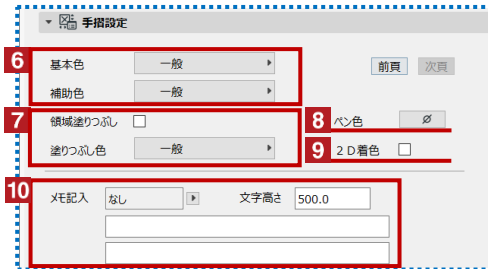 手摺設定
6 基本色 一般 前頁 次頁
補助色 一般
7 領域塗りつぶし 8 ペン色
塗りつぶし色 一般 9 2D着色
10 メモ記入 なし 文字高さ 500.0